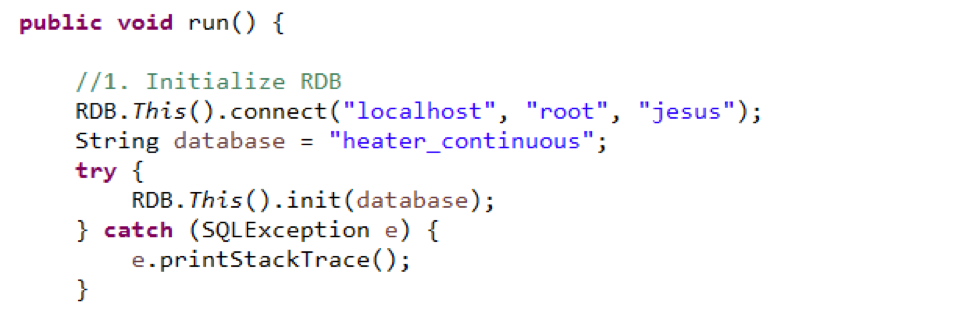 public void run() {
//1. Initialize RDB
RDB.This().connect("localhost", "root", "jesus");
String database = "heater_continuous";
try {
RDB.This().init(database);
} catch (SQLException e) {
e.printStackTrace();
}